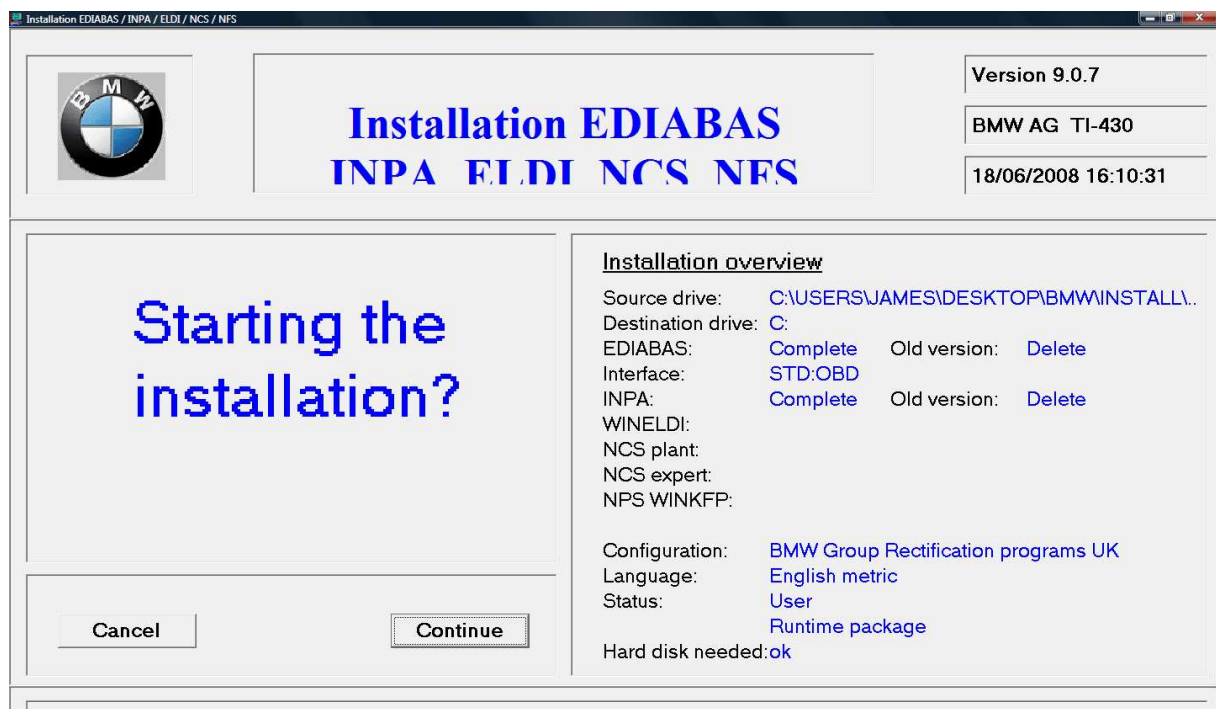 Installation EDIABAS / INPA / ELDI / NCS / NFS
BMW
Installation EDIABAS
INPA ELDI NCS NFS
Version 9.0.7
BMW AG TI-430
18/06/2008 16:10:31
Starting the
installation?
Cancel
Continue
Installation overview
Source drive: C:\USERS\JAMES\DESKTOP\BMW\INSTALL\..
Destination drive: C:
EDIABAS: Complete Old version: Delete
Interface: STD:OBD
INPA: Complete Old version: Delete
WINELDI:
NCS plant:
NCS expert:
NPS WINKFP:
Configuration: BMW Group Rectification programs UK
Language: English metric
Status: User
Runtime package
Hard disk needed:ok